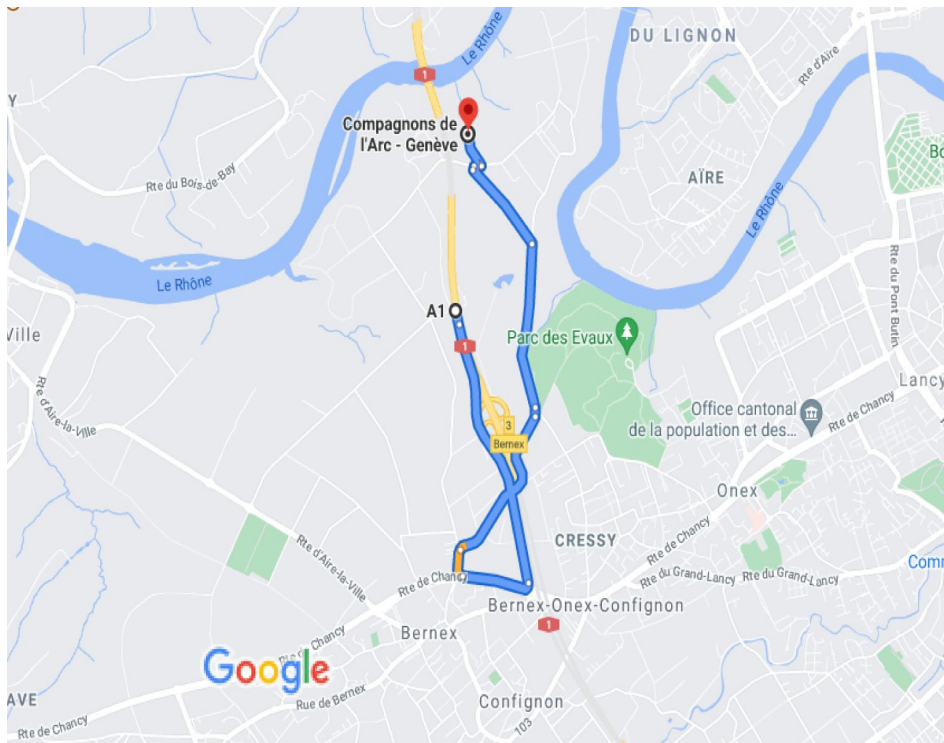 DU LIGNON
Le Rhône
Rte d'Aïre
1
Compagnons de
l'Arc - Genève
Y
Rte du Bois-de-Bay
AÏRE
Bo
Le Rhône
Rte du Pont Butin
Le Rhône
A1
Ville
1
Parc des Evaux
Lancy
Rte d'Aire-la-Ville
Office cantonal
de la population et des...
Rte de Chancy
3
Bernex
Onex
CRESSY
Rte de Chancy
Rte d'Aire-la-Ville
Rte de Chancy
Rte du Grand-Lancy
Rte du Grand-Lancy
Comm
Bernex-Onex-Confignon
1
Bernex
Rte de Chancy
Google
Rue de Bernex
Confignon
AVE
Rte de Chancy
103